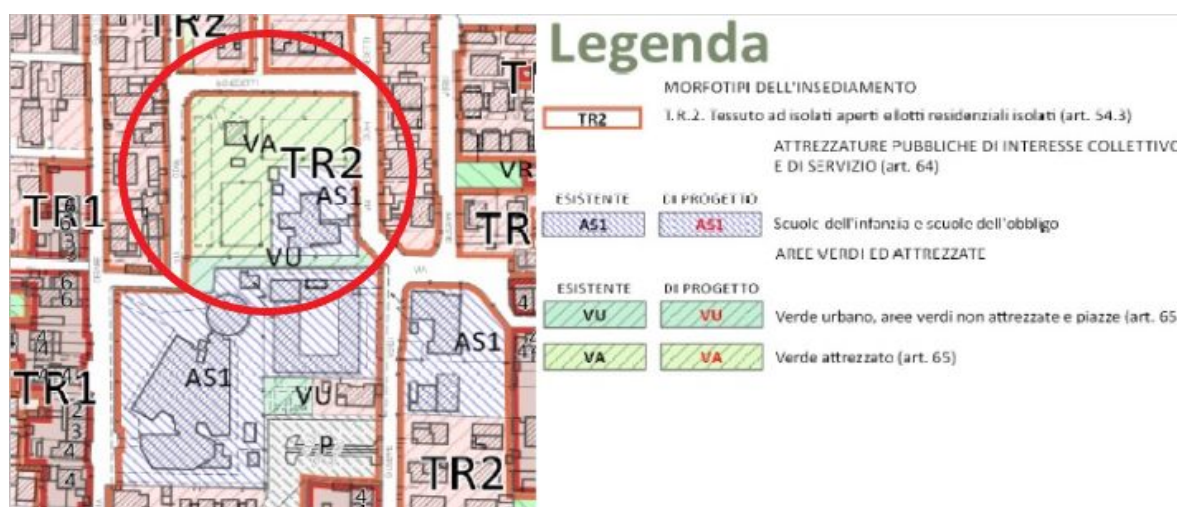 TR2
TR2
VA
TR2
AS1
VU
TR1
VR
TR
AS1
AS1
VU
P
TR1
TR2
Legenda
MORFOTIPI DELL'INSEDIAMENTO
TR2 T.R.2. Tessuto ad isolati aperti e lotti residenziali isolati (art. 54.3)
ATTREZZATURE PUBBLICHE DI INTERESSE COLLETTIVO
E DI SERVIZIO (art. 64)
ESISTENTE DI PROGETTO
AS1 AS1 Scuole dell'infanzia e scuole dell'obbligo
AREE VERDI ED ATTREZZATE
ESISTENTE DI PROGETTO
VU VU Verde urbano, aree verdi non attrezzate e piazze (art. 65
VA VA Verde attrezzato (art. 65)